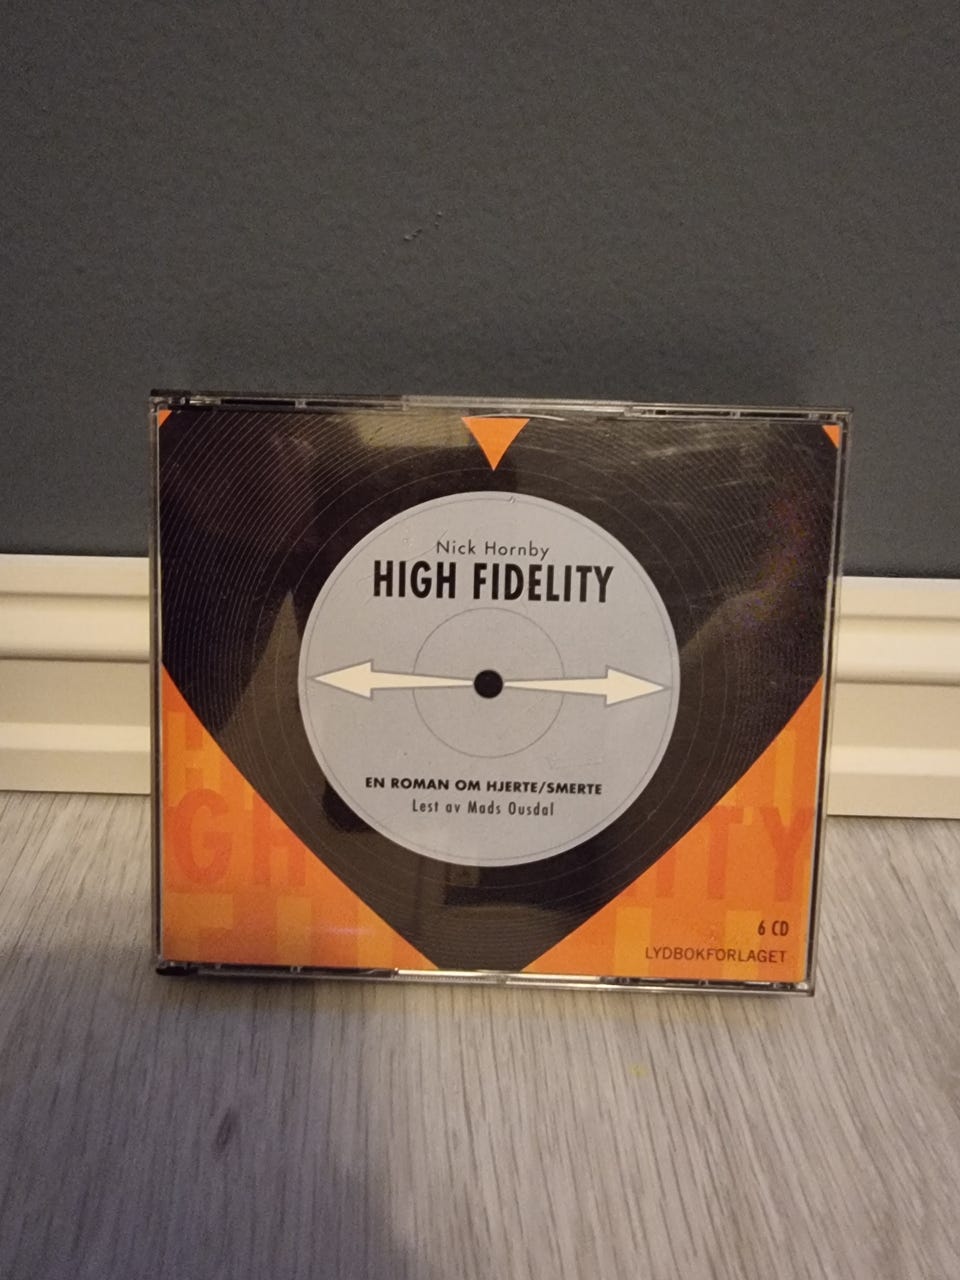 Nick Hornby
HIGH FIDELITY
EN ROMAN OM HJERTE/SMERTE
Lest av Mads Ousdal
6 CD
LYDBOKFORLAGET